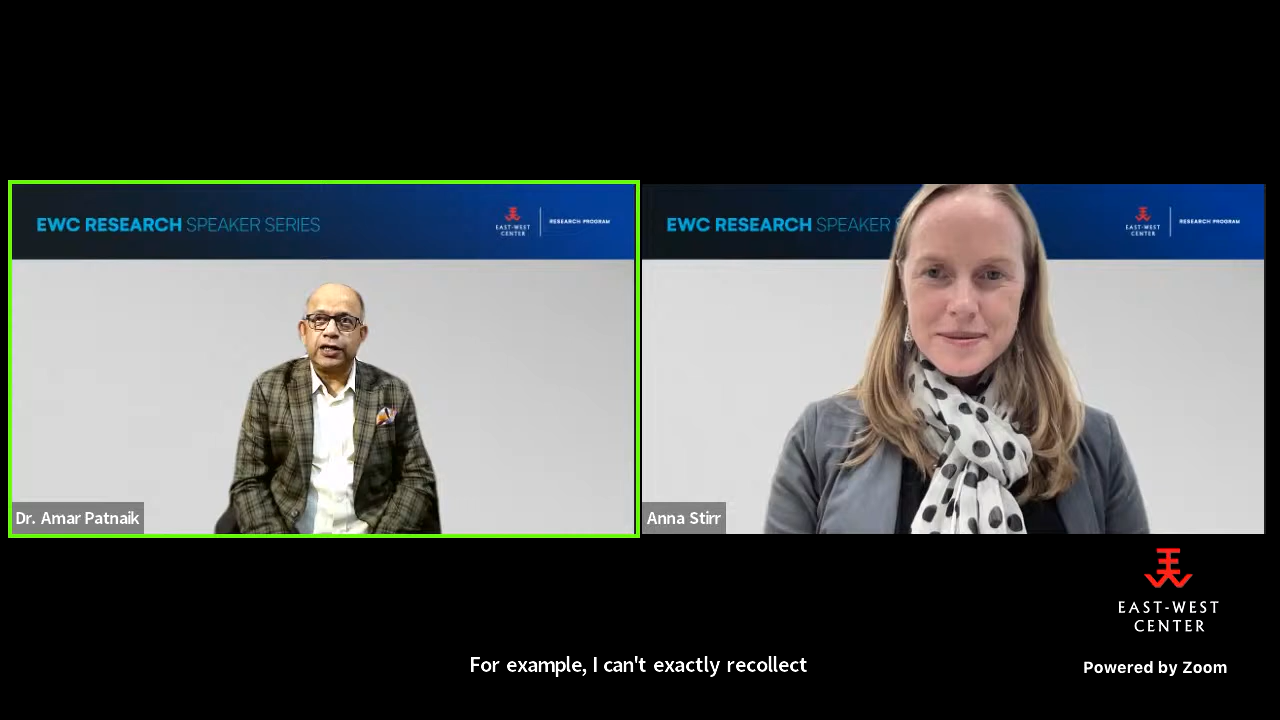 EWC RESEARCH SPEAKER SERIES
EAST-WEST
CENTER
RESEARCH PROGRAM
EWC RESEARCH SPEAKER S
EAST-WEST
CENTER
RESEARCH PROGRAM
Dr. Amar Patnaik
Anna Stirr
EAST-WEST
CENTER
For example, I can't exactly recollect
Powered by Zoom